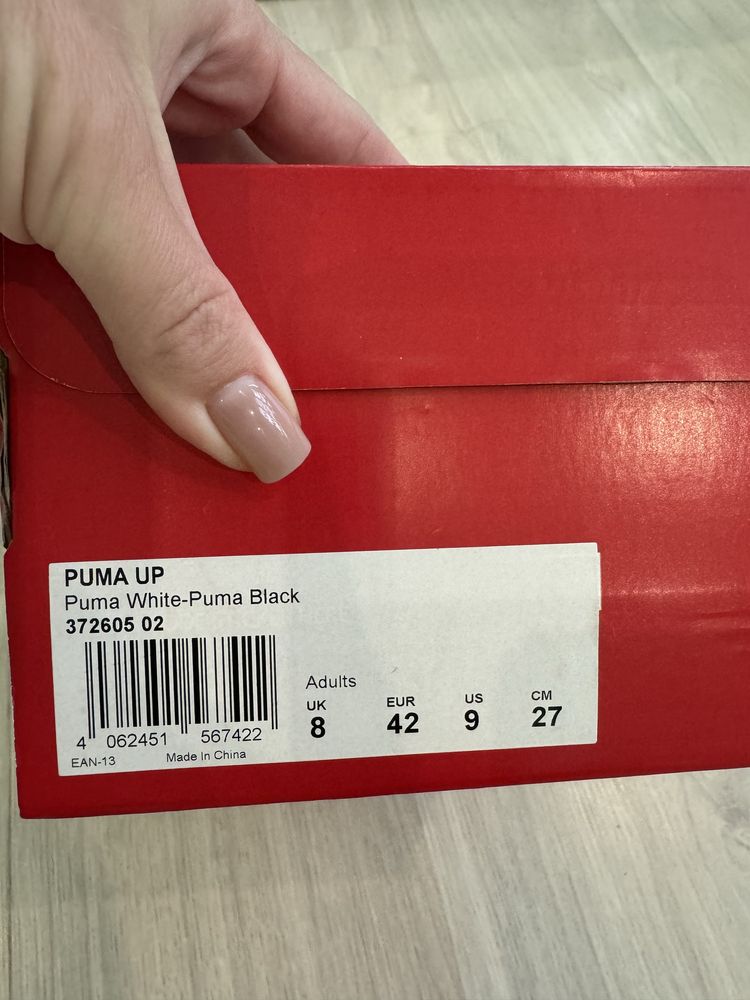 PUMA UP
Puma White-Puma Black
372605 02
4 062451 567422
EAN-13 Made In China
Adults
UK EUR US CM
8 42 9 27